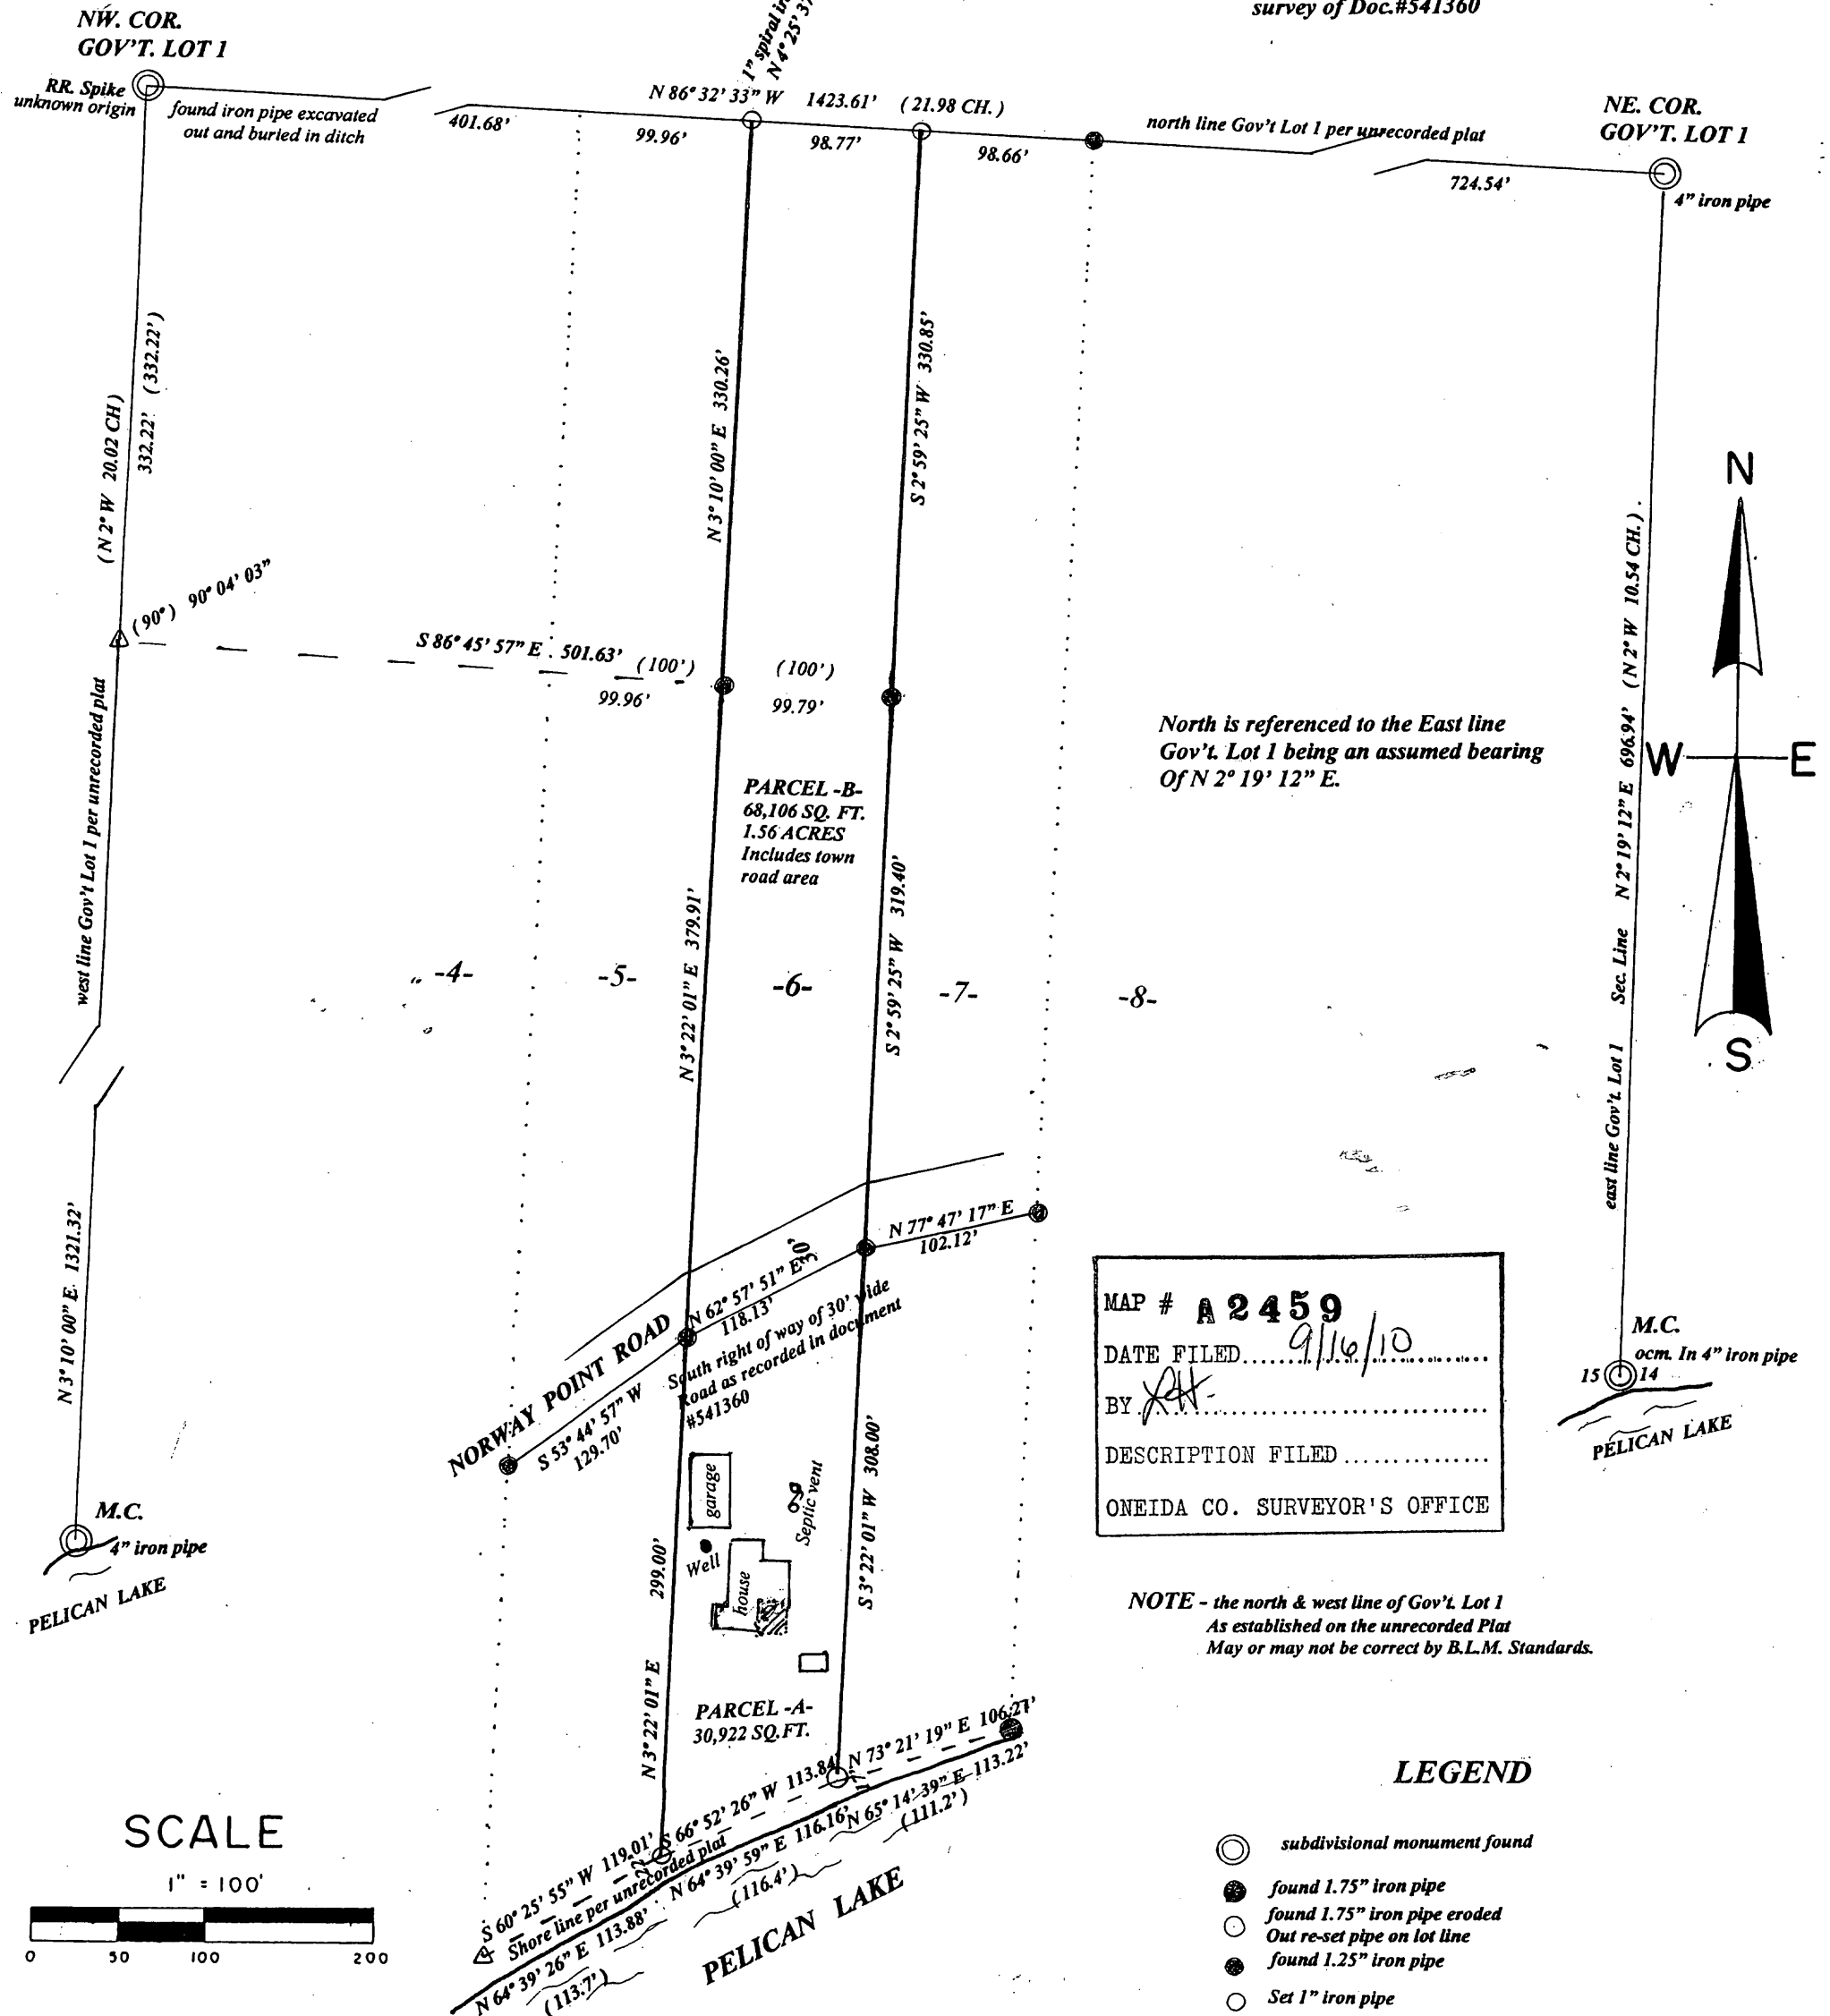 survey of Doc.#541360
NW. COR.
GOV'T. LOT 1
RR. Spike
unknown origin
found iron pipe excavated
out and buried in ditch
1" spiral
N 4° 25' 37
N 86° 32' 33" W 1423.61' (21.98 CH.)
401.68'
99.96'
98.77'
98.66'
north line Gov't Lot 1 per unrecorded plat
724.54'
NE. COR.
GOV'T. LOT 1
4" iron pipe
(N 2° W 20.02 CH)
332.22' (332.22')
N 3° 10' 00" E 330.26'
S 2° 59' 25" W 330.85'
(90°) 90° 04' 03"
S 86° 45' 57" E 501.63' (100')
(100')
99.96'
99.79'
west line Gov't Lot 1 per unrecorded plat
PARCEL -B-
68,106 SQ. FT.
1.56 ACRES
Includes town
road area
North is referenced to the East line
Gov't. Lot 1 being an assumed bearing
Of N 2° 19' 12" E.
N
W E
S
east line Gov't. Lot 1 Sec. Line N 2° 19' 12" E 696.94' (N 2° W 10.54 CH.)
N 3° 22' 01" E 379.91'
S 2° 59' 25" W 319.40'
-4-
-5-
-6-
-7-
-8-
N 3° 10' 00" E 1321.32'
N 77° 47' 17" E
102.12'
N 62° 57' 51" E
30'
118.13'
NORWAY POINT ROAD
South right of way of 30' wide
Road as recorded in document
#541360
S 53° 44' 57" W
129.70'
MAP # A2459
DATE FILED 9/16/10
BY
DESCRIPTION FILED
ONEIDA CO. SURVEYOR'S OFFICE
M.C.
ocm. In 4" iron pipe
15 14
PELICAN LAKE
M.C.
4" iron pipe
PELICAN LAKE
garage
Septic vent
Well
house
N 3° 22' 01" E 299.00'
S 3° 22' 01" W 308.00'
NOTE - the north & west line of Gov't. Lot 1
As established on the unrecorded Plat
May or may not be correct by B.L.M. Standards.
PARCEL -A-
30,922 SQ.FT.
S 60° 25' 55" W 119.01'
S 66° 52' 26" W 113.84'
N 73° 21' 19" E 106.21'
Shore line per unrecorded plat
N 64° 39' 26" E 113.88'
(113.7')
N 64° 39' 59" E 116.16'
(116.4')
N 65° 14' 39" E 113.22'
(111.2')
PELICAN LAKE
SCALE
1" = 100'
0 50 100 200
LEGEND
subdivisional monument found
found 1.75" iron pipe
found 1.75" iron pipe eroded
Out re-set pipe on lot line
found 1.25" iron pipe
Set 1" iron pipe